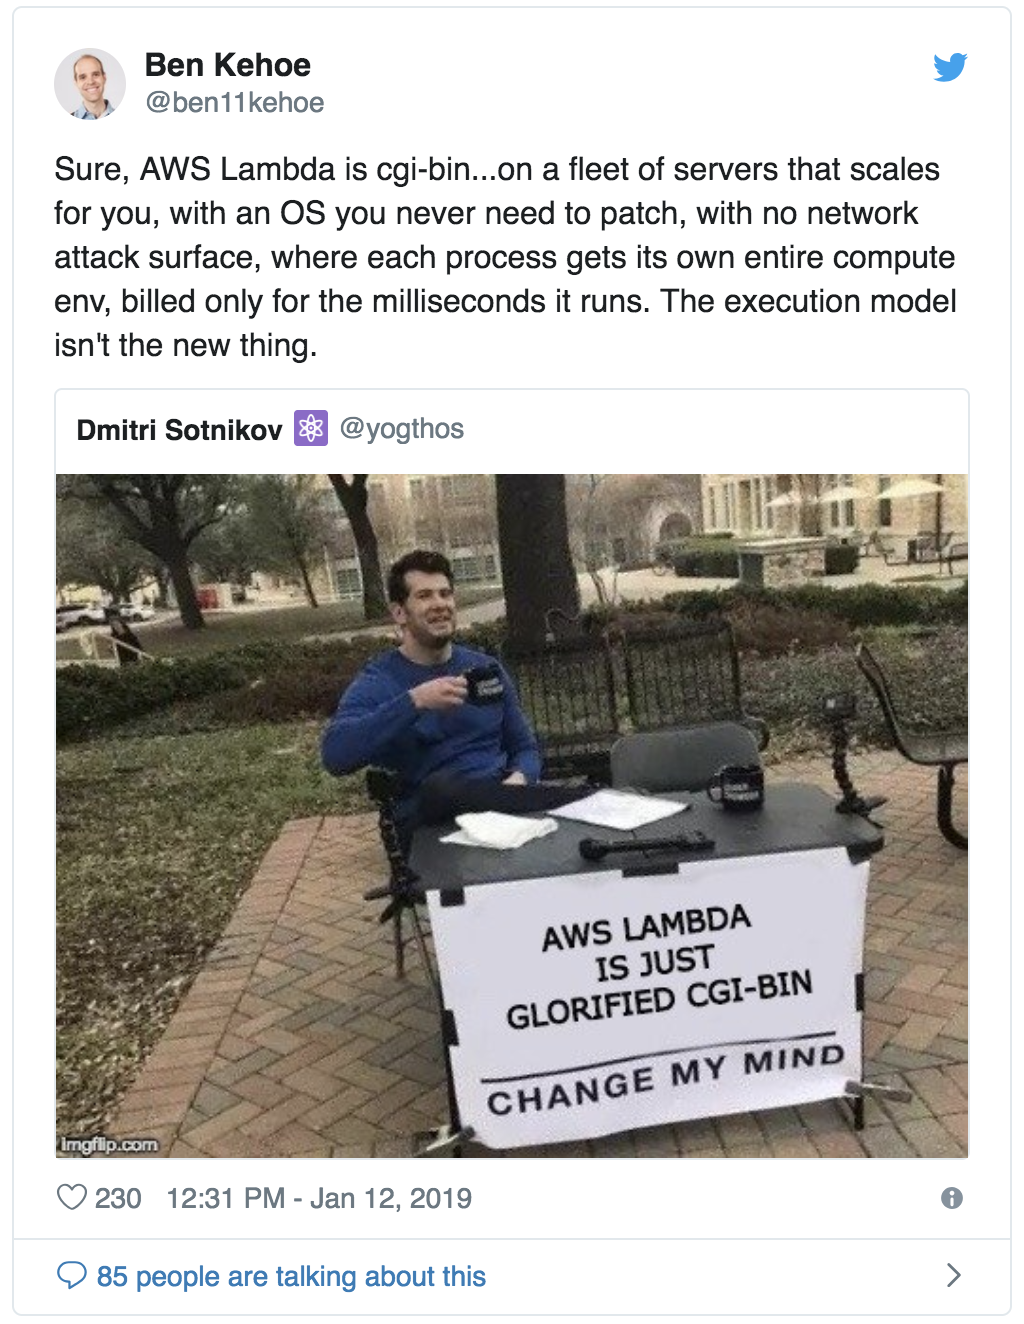 Ben Kehoe
@ben11kehoe
Sure, AWS Lambda is cgi-bin...on a fleet of servers that scales
for you, with an OS you never need to patch, with no network
attack surface, where each process gets its own entire compute
env, billed only for the milliseconds it runs. The execution model
isn't the new thing.
Dmitri Sotnikov @yogthos
AWS LAMBDA
IS JUST
GLORIFIED CGI-BIN
CHANGE MY MIND
imgflip.com
230 12:31 PM - Jan 12, 2019
85 people are talking about this